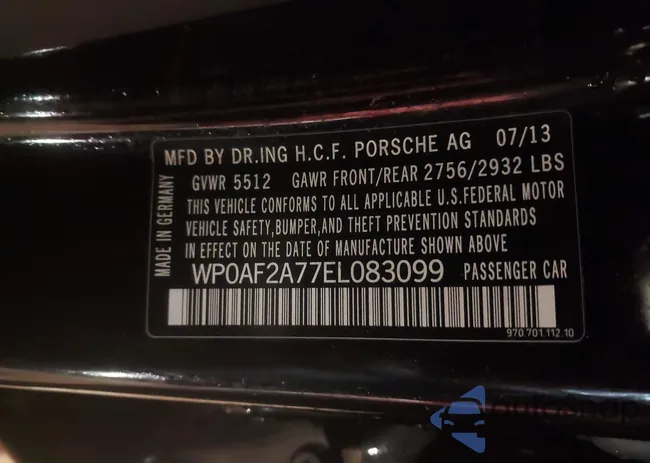 MFD BY DR.ING H.C.F. PORSCHE AG 07/13
GVWR 5512 GAWR FRONT/REAR 2756/2932 LBS
THIS VEHICLE CONFORMS TO ALL APPLICABLE U.S.FEDERAL MOTOR
VEHICLE SAFETY,BUMPER,AND THEFT PREVENTION STANDARDS
IN EFFECT ON THE DATE OF MANUFACTURE SHOWN ABOVE
WP0AF2A77EL083099 PASSENGER CAR
970.701.112.10
MADE IN GERMANY